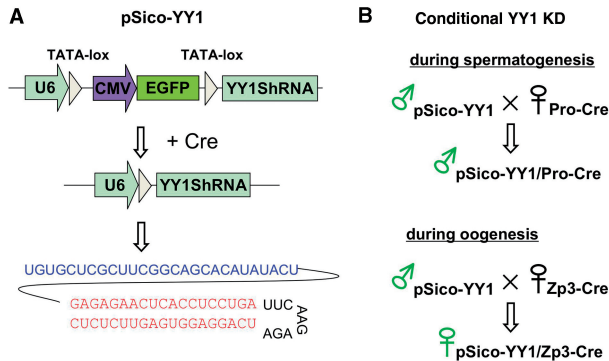 A
pSico-YY1
TATA-lox TATA-lox
U6 CMV EGFP YY1ShRNA
+ Cre
U6 YY1ShRNA
UGUGCUCGCUUCGGCAGCACAUAUACU
GAGAGAACUCACCUCCUGA UUC
AAG
CUCUCUUGAGUGGAGGACU AGA
B
Conditional YY1 KD
during spermatogenesis
♂pSico-YY1 × ♀Pro-Cre
♂pSico-YY1/Pro-Cre
during oogenesis
♂pSico-YY1 × ♀Zp3-Cre
♀pSico-YY1/Zp3-Cre